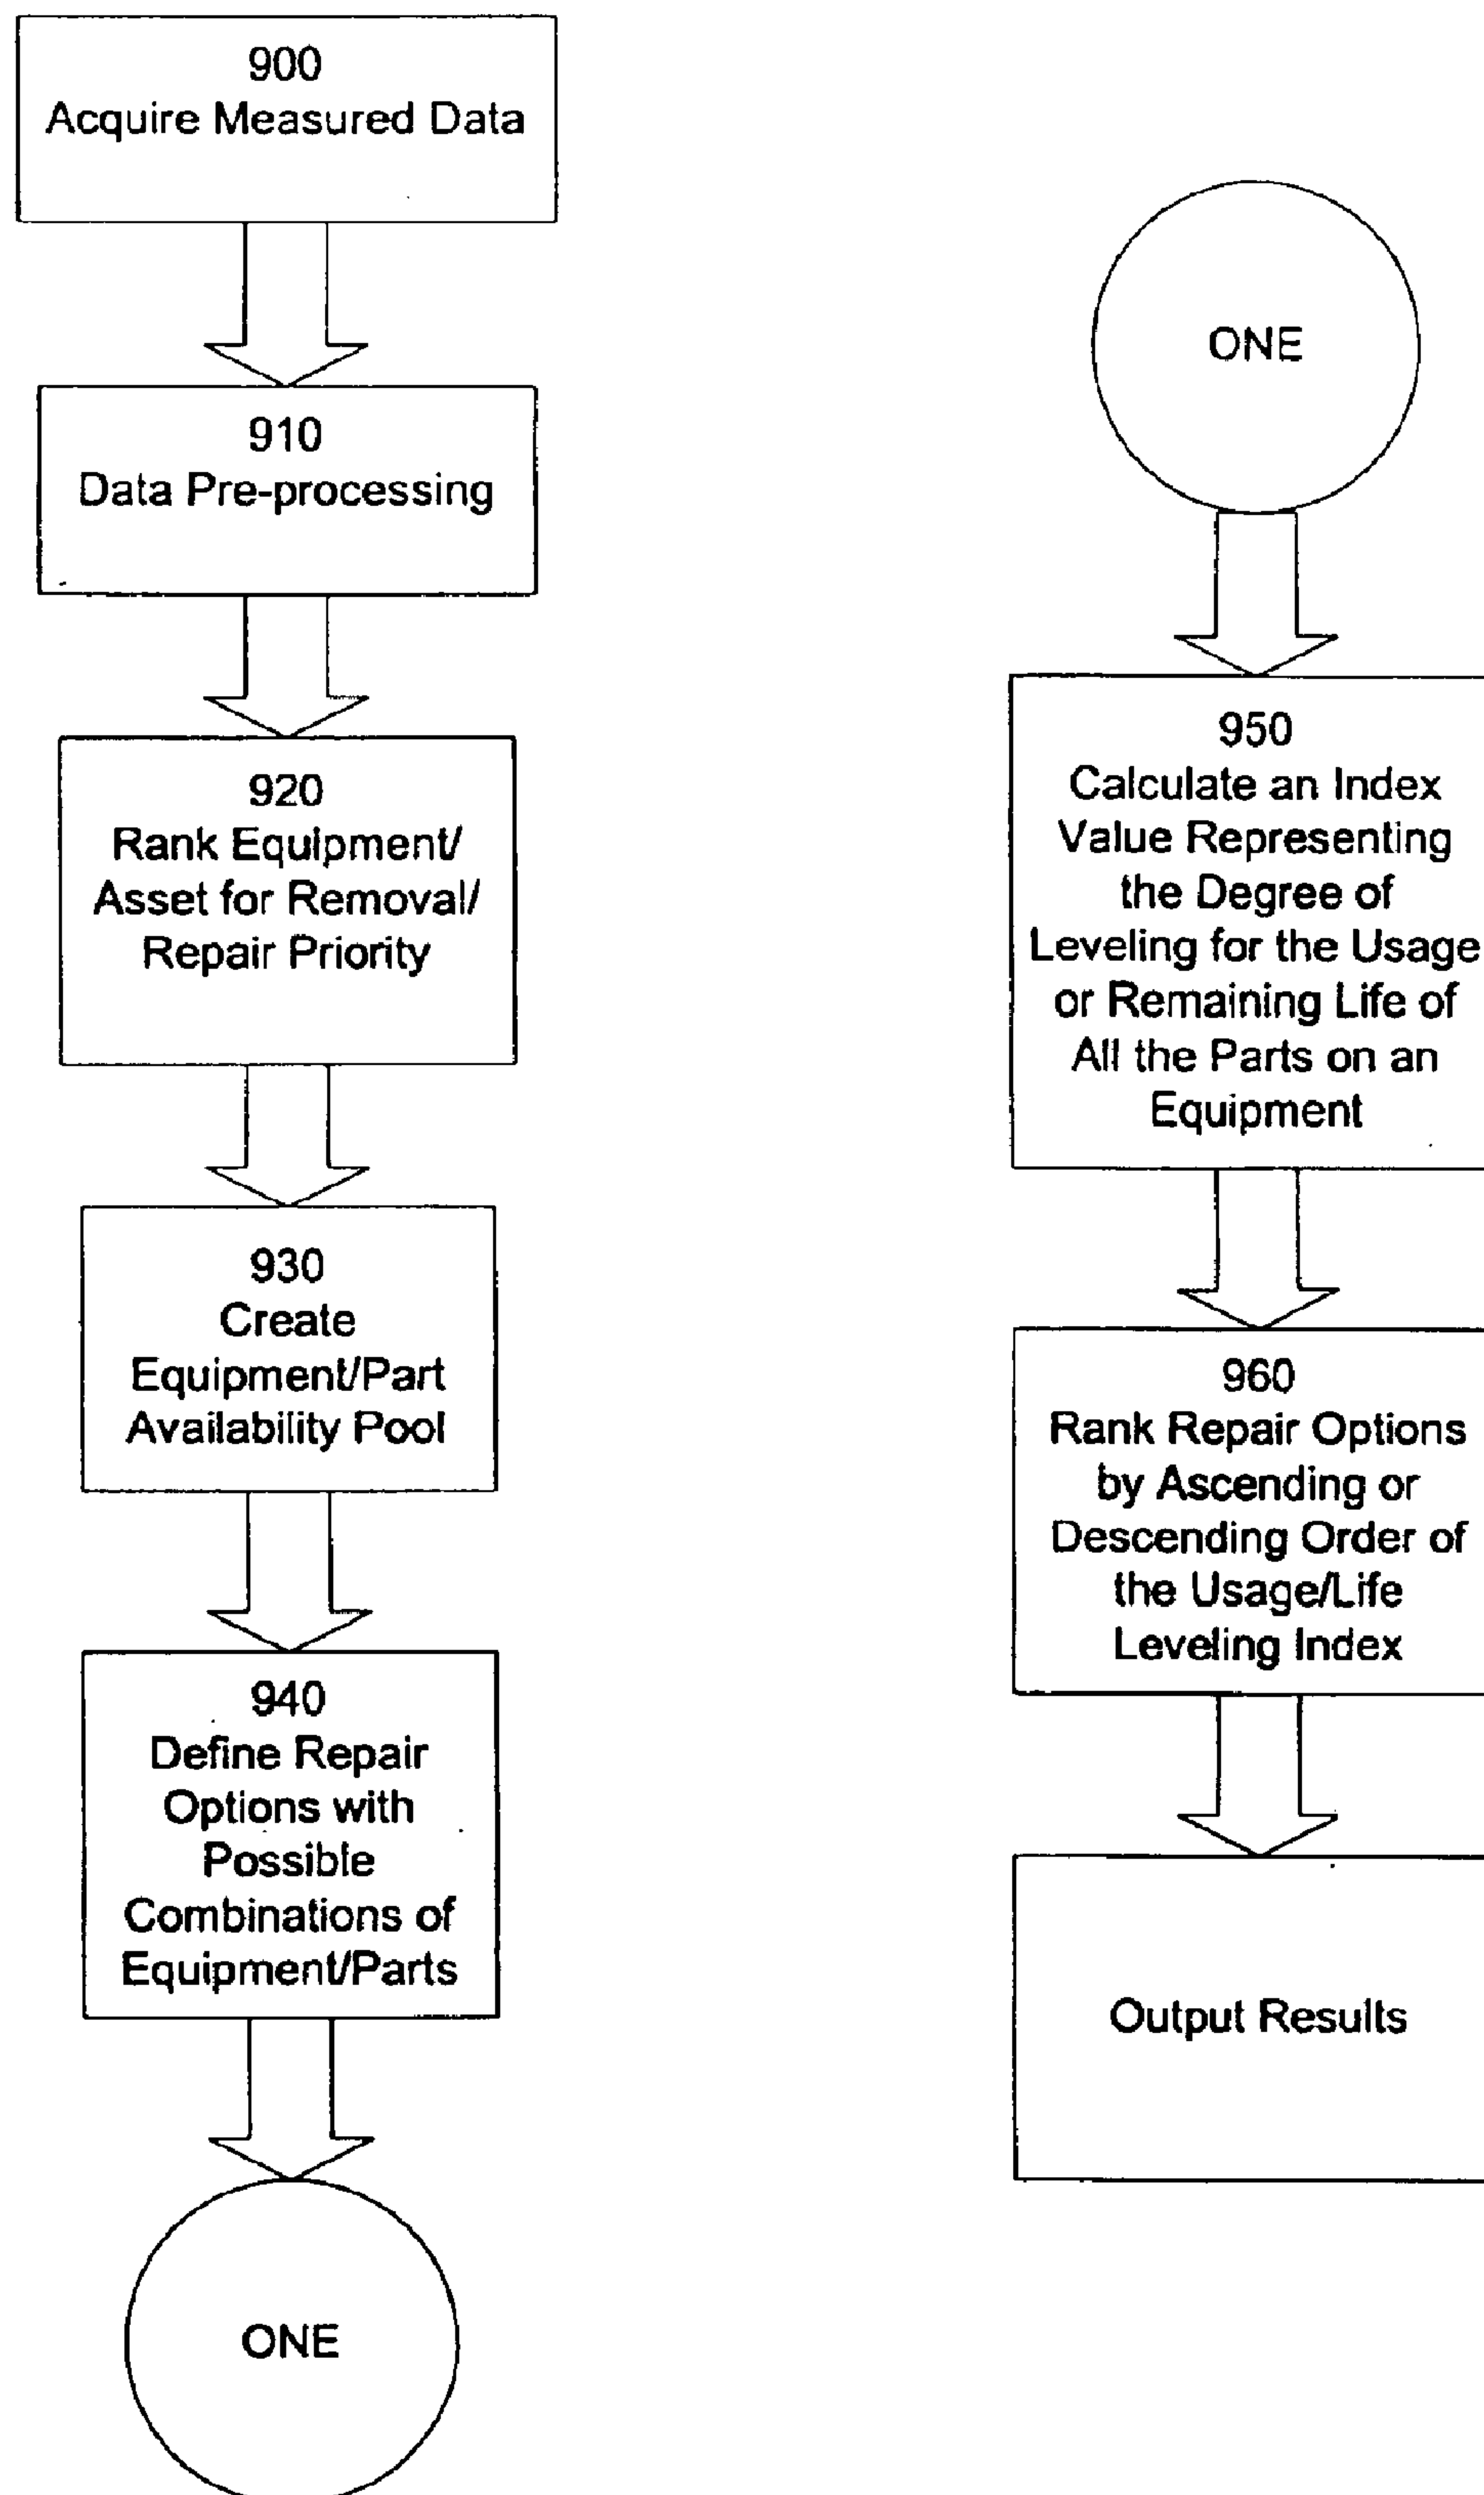 900
Acquire Measured Data
910
Data Pre-processing
920
Rank Equipment/
Asset for Removal/
Repair Priority
930
Create
Equipment/Part
Availability Pool
940
Define Repair
Options with
Possible
Combinations of
Equipment/Parts
ONE
ONE
950
Calculate an Index
Value Representing
the Degree of
Leveling for the Usage
or Remaining Life of
All the Parts on an
Equipment
960
Rank Repair Options
by Ascending or
Descending Order of
the Usage/Life
Leveling Index
Output Results